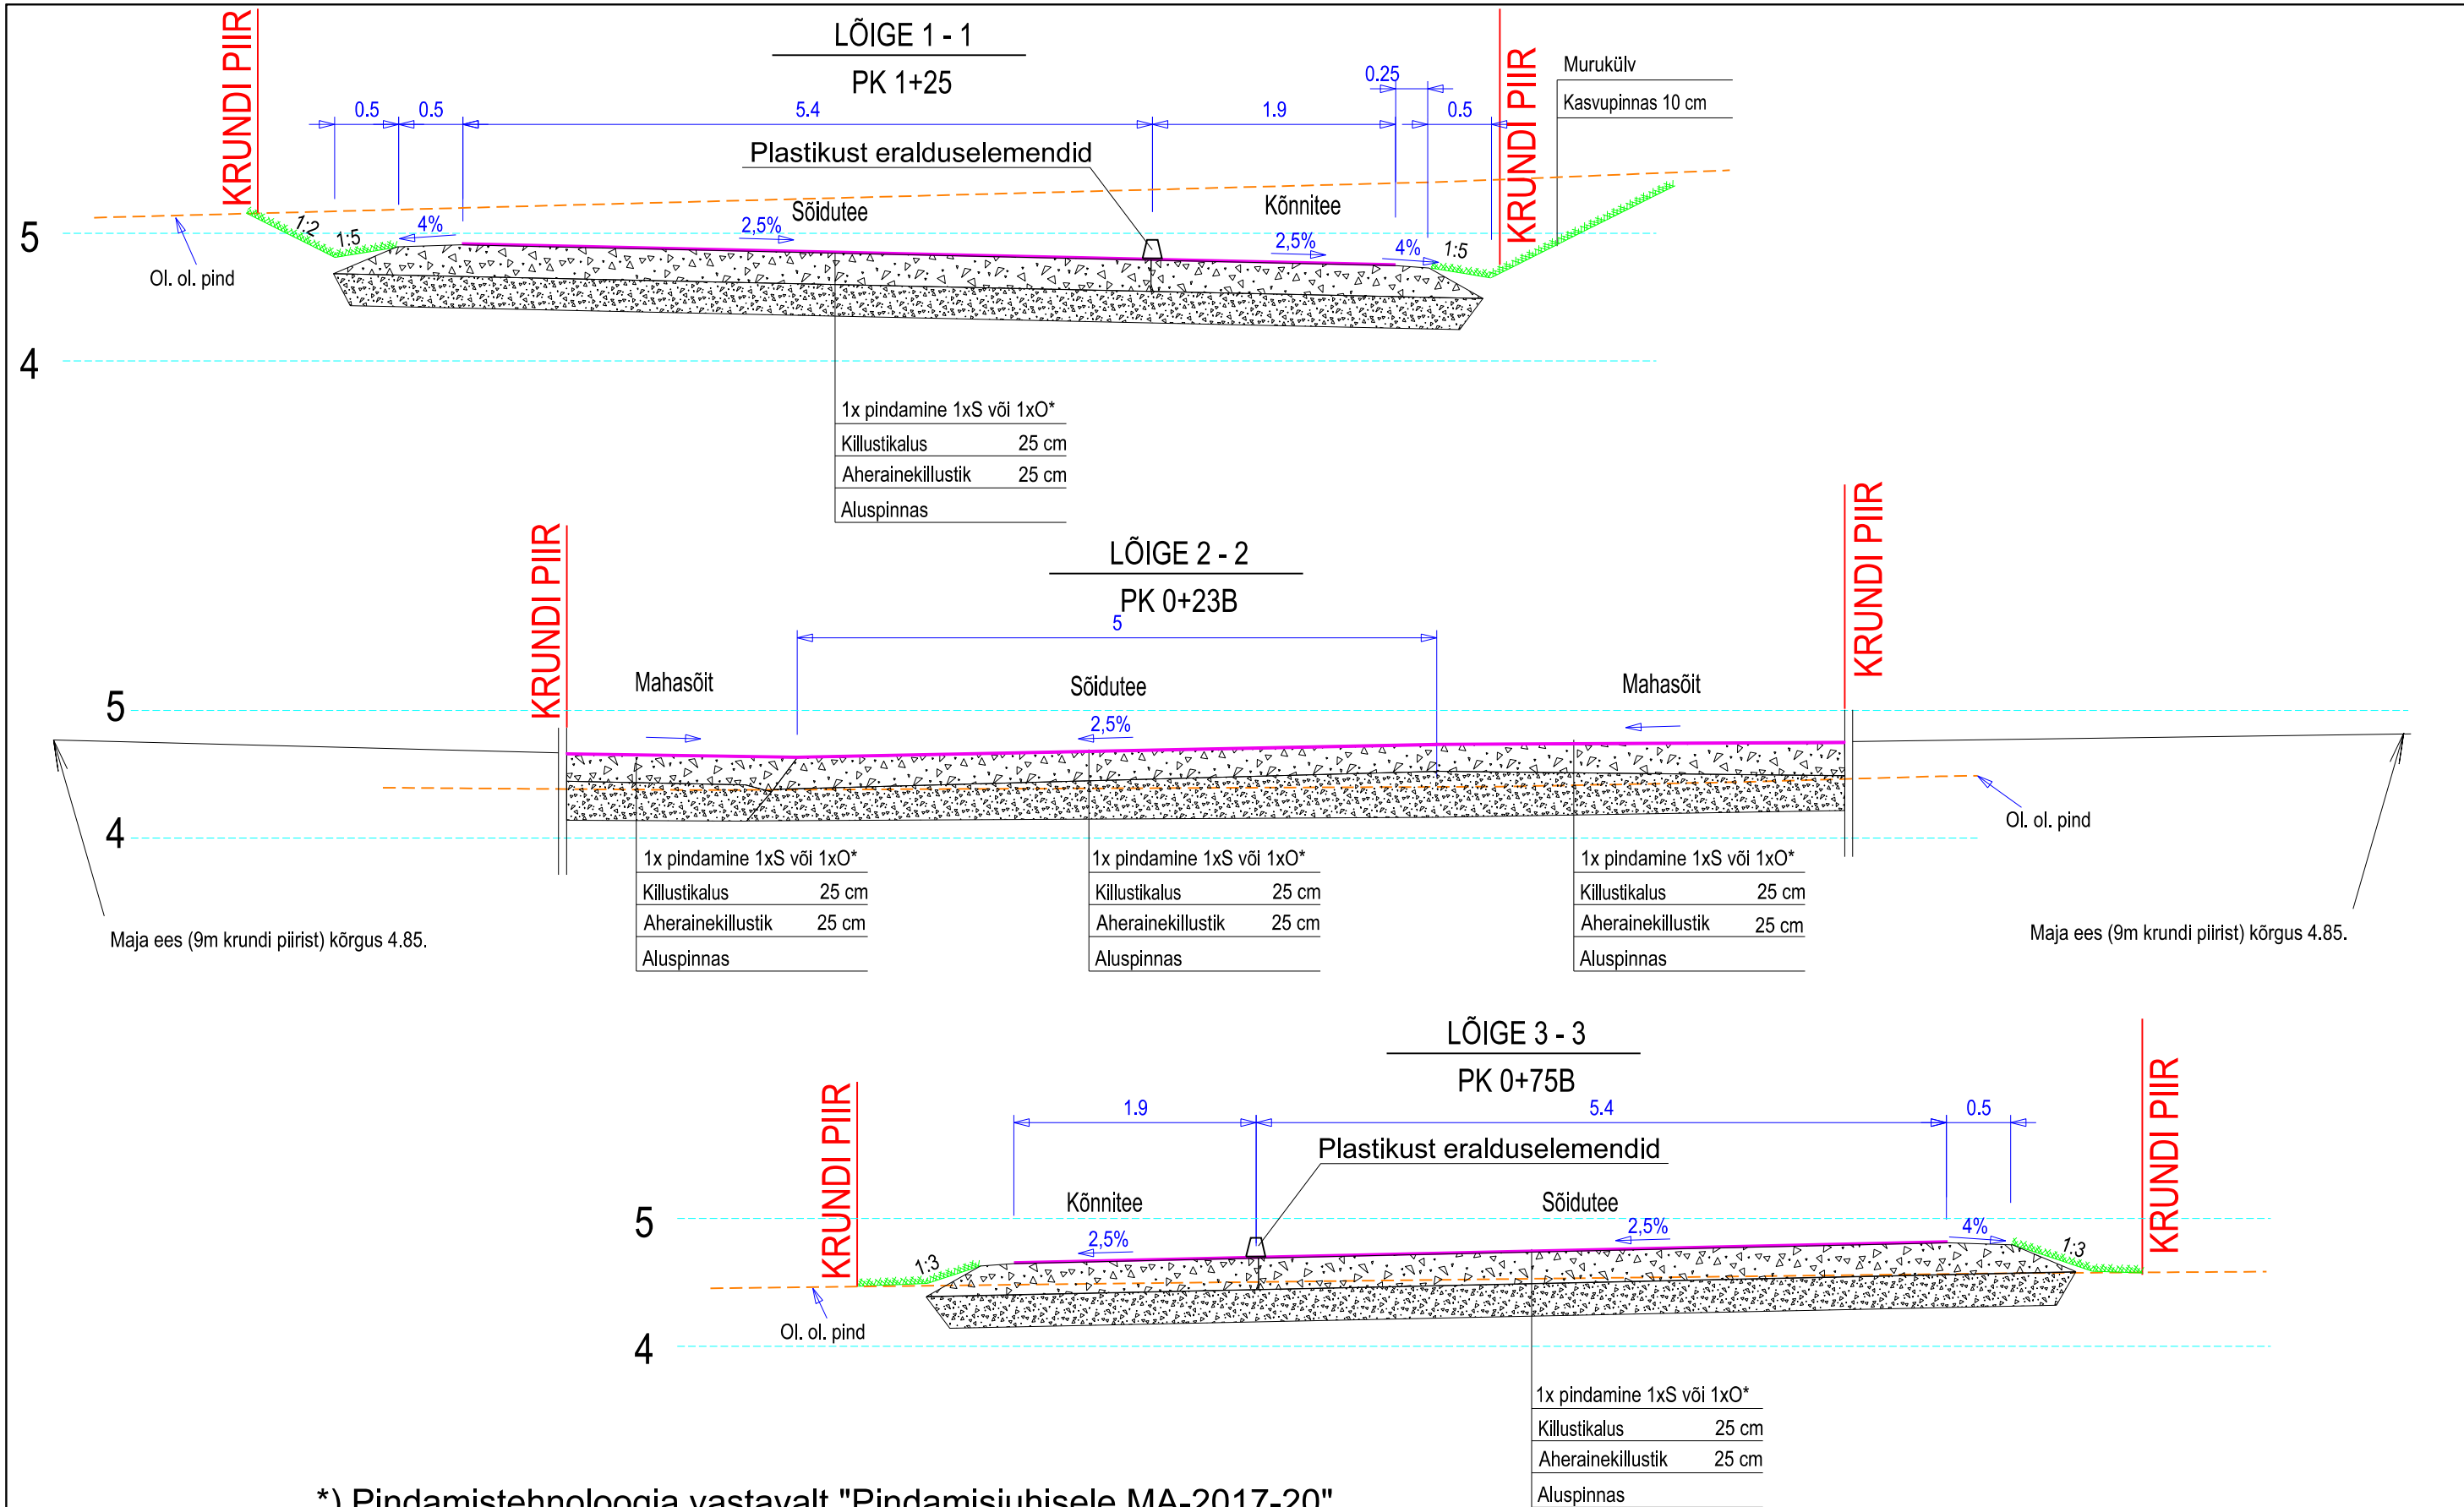 LÕIGE 1 - 1
PK 1+25
KRUNDI PIIR
KRUNDI PIIR
Murukülv
Kasvupinnas 10 cm
0.5
0.5
5.4
1.9
0.25
0.5
Plastikust eralduselemendid
Sõidutee
Kõnnitee
5
1:2
1:5
4%
2,5%
2,5%
4%
1:5
Ol. ol. pind
4
1x pindamine 1xS või 1xO*
Killustikalus 25 cm
Aherainekillustik 25 cm
Aluspinnas
LÕIGE 2 - 2
PK 0+23B
KRUNDI PIIR
KRUNDI PIIR
5
Mahasõit
Sõidutee
Mahasõit
5
2,5%
4
Ol. ol. pind
1x pindamine 1xS või 1xO*
Killustikalus 25 cm
Aherainekillustik 25 cm
Aluspinnas
1x pindamine 1xS või 1xO*
Killustikalus 25 cm
Aherainekillustik 25 cm
Aluspinnas
1x pindamine 1xS või 1xO*
Killustikalus 25 cm
Aherainekillustik 25 cm
Aluspinnas
Maja ees (9m krundi piirist) kõrgus 4.85.
Maja ees (9m krundi piirist) kõrgus 4.85.
LÕIGE 3 - 3
PK 0+75B
KRUNDI PIIR
KRUNDI PIIR
1.9
5.4
0.5
Plastikust eralduselemendid
Kõnnitee
Sõidutee
5
1:3
2,5%
2,5%
4%
1:3
Ol. ol. pind
4
1x pindamine 1xS või 1xO*
Killustikalus 25 cm
Aherainekillustik 25 cm
Aluspinnas
*) Pindamistehnoloogia vastavalt "Pindamisjuhisele MA-2017-20"